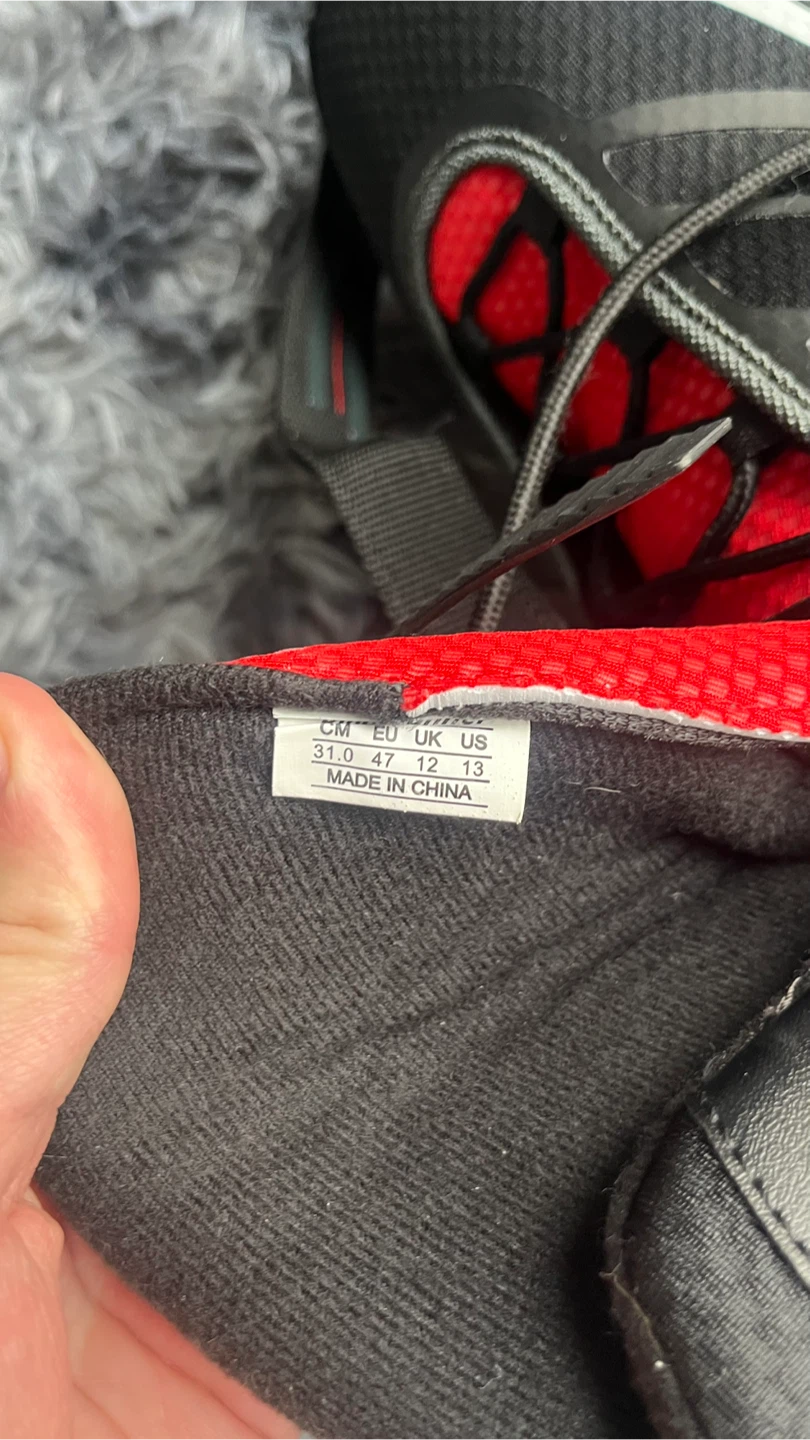 CM EU UK US
31.0 47 12 13
MADE IN CHINA